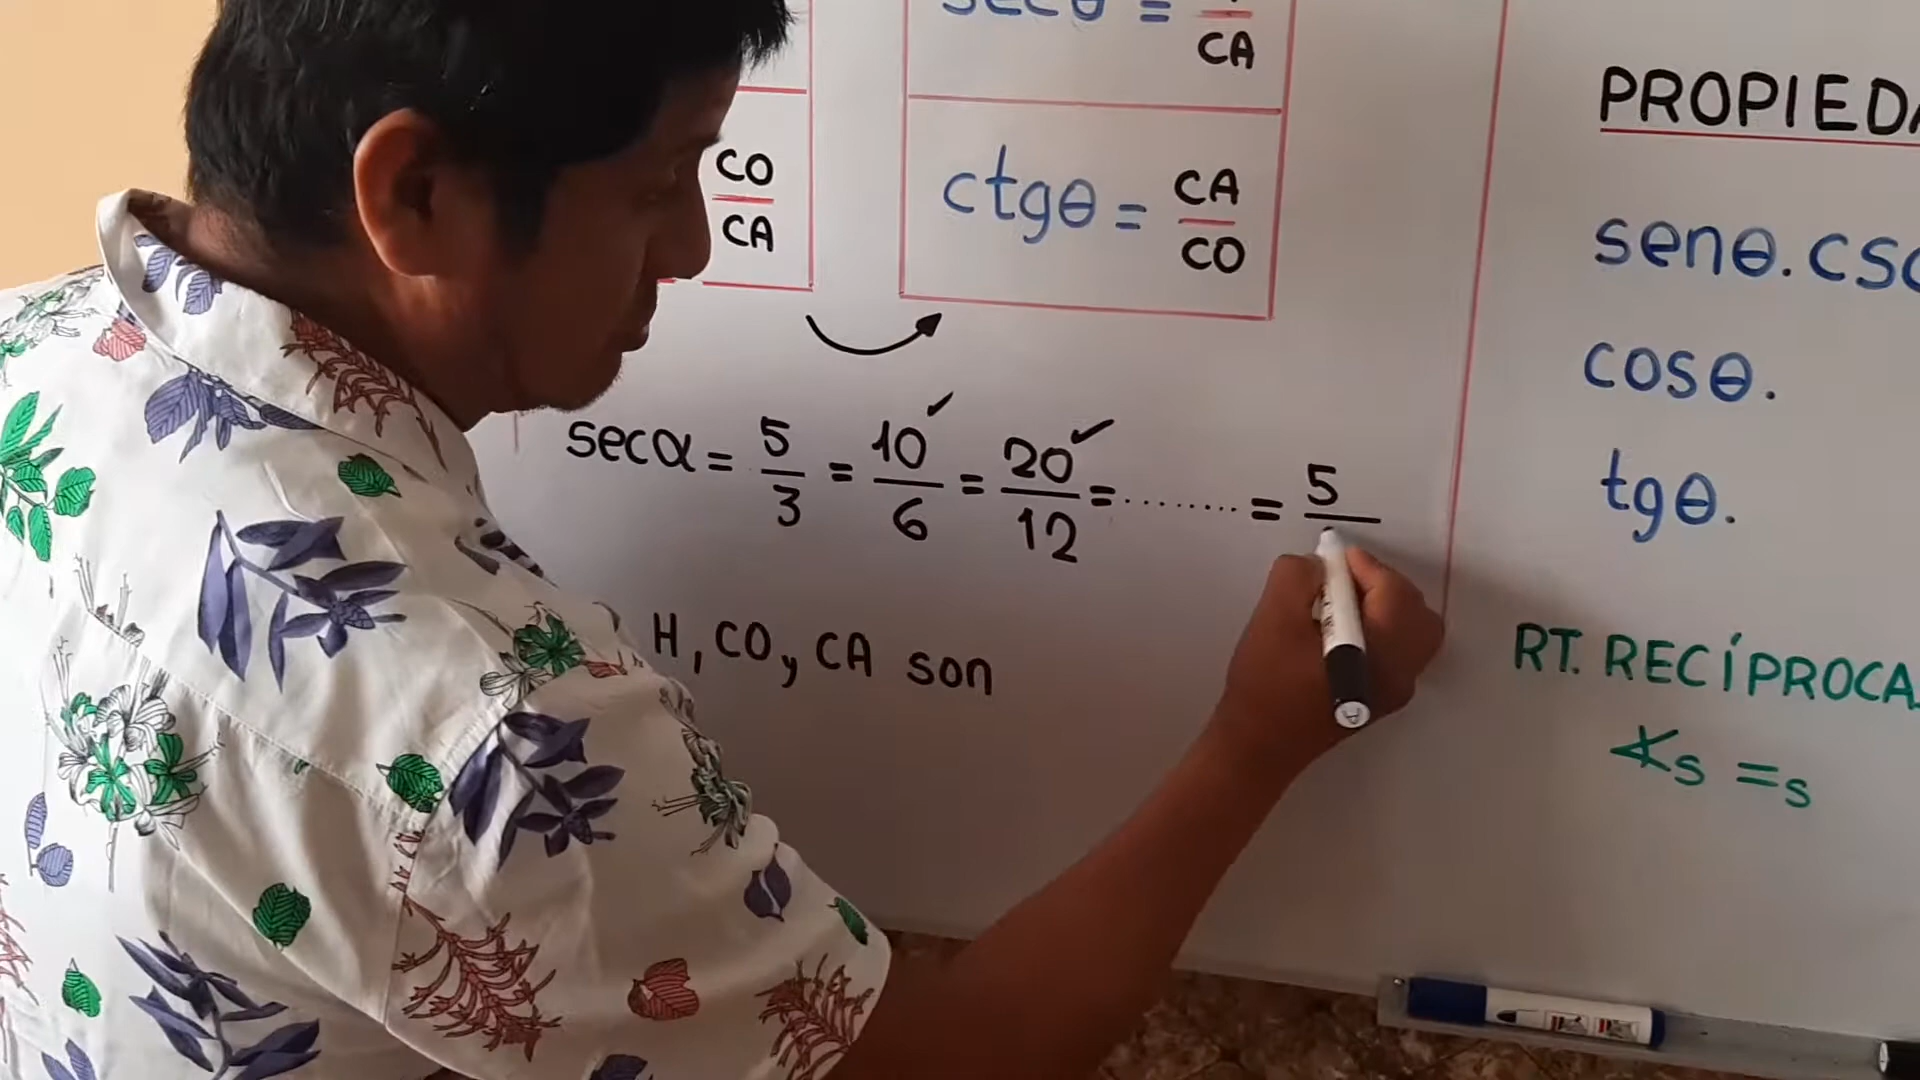 secθ = 
CA
CO
CA
ctgθ = CA
CO
PROPIEDA
senθ.csc
cosθ.
tgθ.
secα = 5/3 = 10/6 = 20/12 = ......... = 5
H, CO y CA son
RT. RECÍPROCA
∢s = s